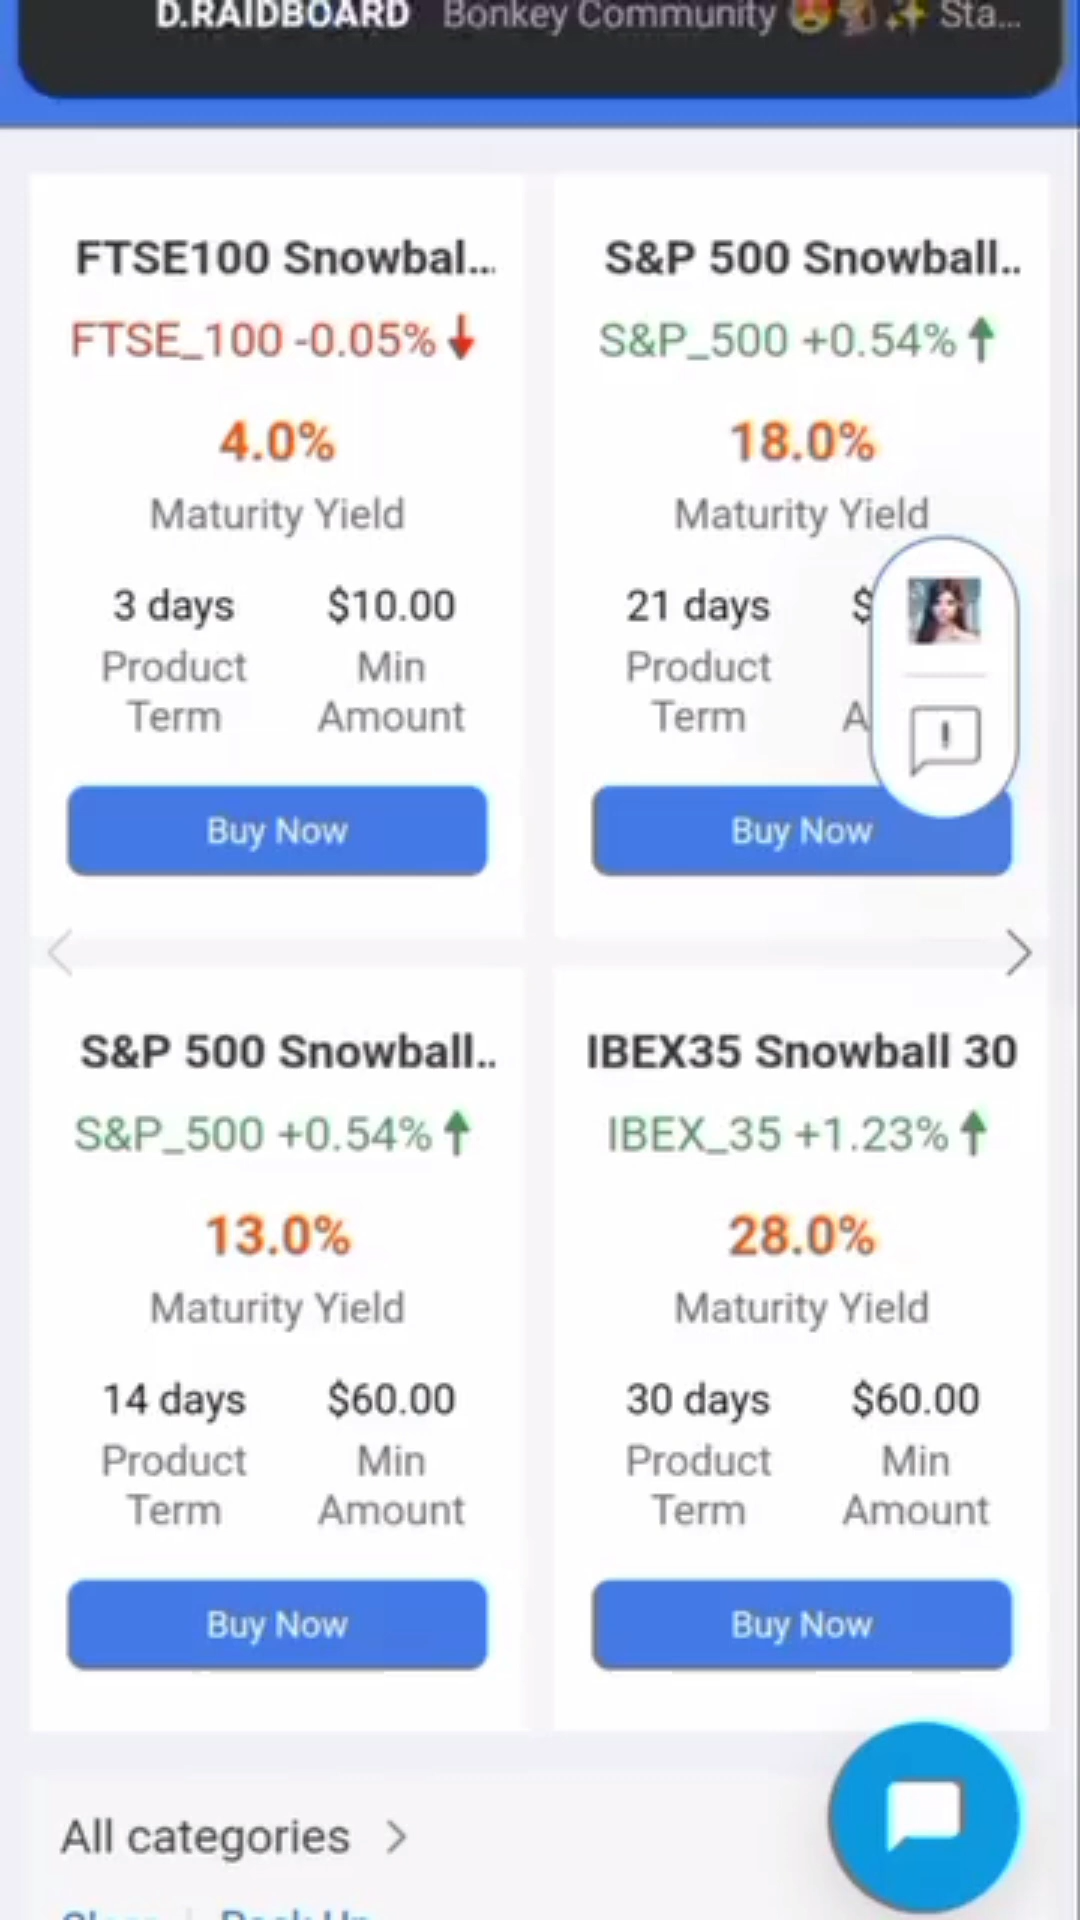 D.RAIDBOARD Bonkey Community 😍 ✨ Sta...
FTSE100 Snowbal...
FTSE_100 -0.05%
4.0%
Maturity Yield
3 days $10.00
Product Min
Term Amount
Buy Now
S&P 500 Snowball..
S&P_500 +0.54%
18.0%
Maturity Yield
21 days $
Product
Term A
Buy Now
S&P 500 Snowball..
S&P_500 +0.54%
13.0%
Maturity Yield
14 days $60.00
Product Min
Term Amount
Buy Now
IBEX35 Snowball 30
IBEX_35 +1.23%
28.0%
Maturity Yield
30 days $60.00
Product Min
Term Amount
Buy Now
All categories